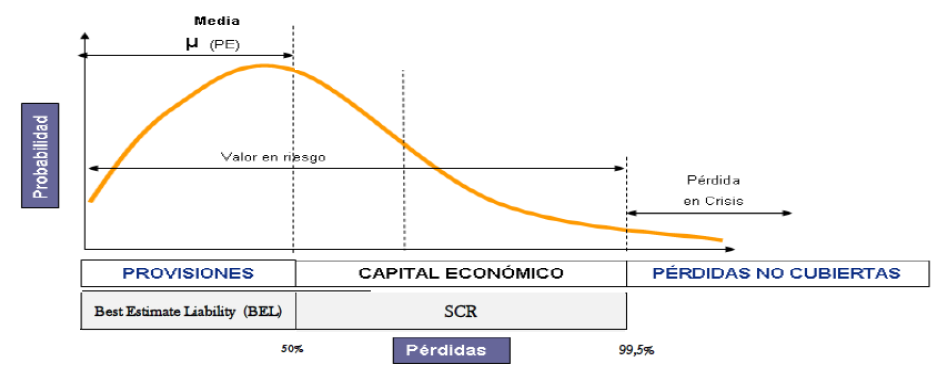 Media
μ (PE)
Probabilidad
Valor en riesgo
Pérdida
en Crisis
PROVISIONES
CAPITAL ECONÓMICO
PÉRDIDAS NO CUBIERTAS
Best Estimate Liability (BEL)
SCR
50%
Pérdidas
99,5%